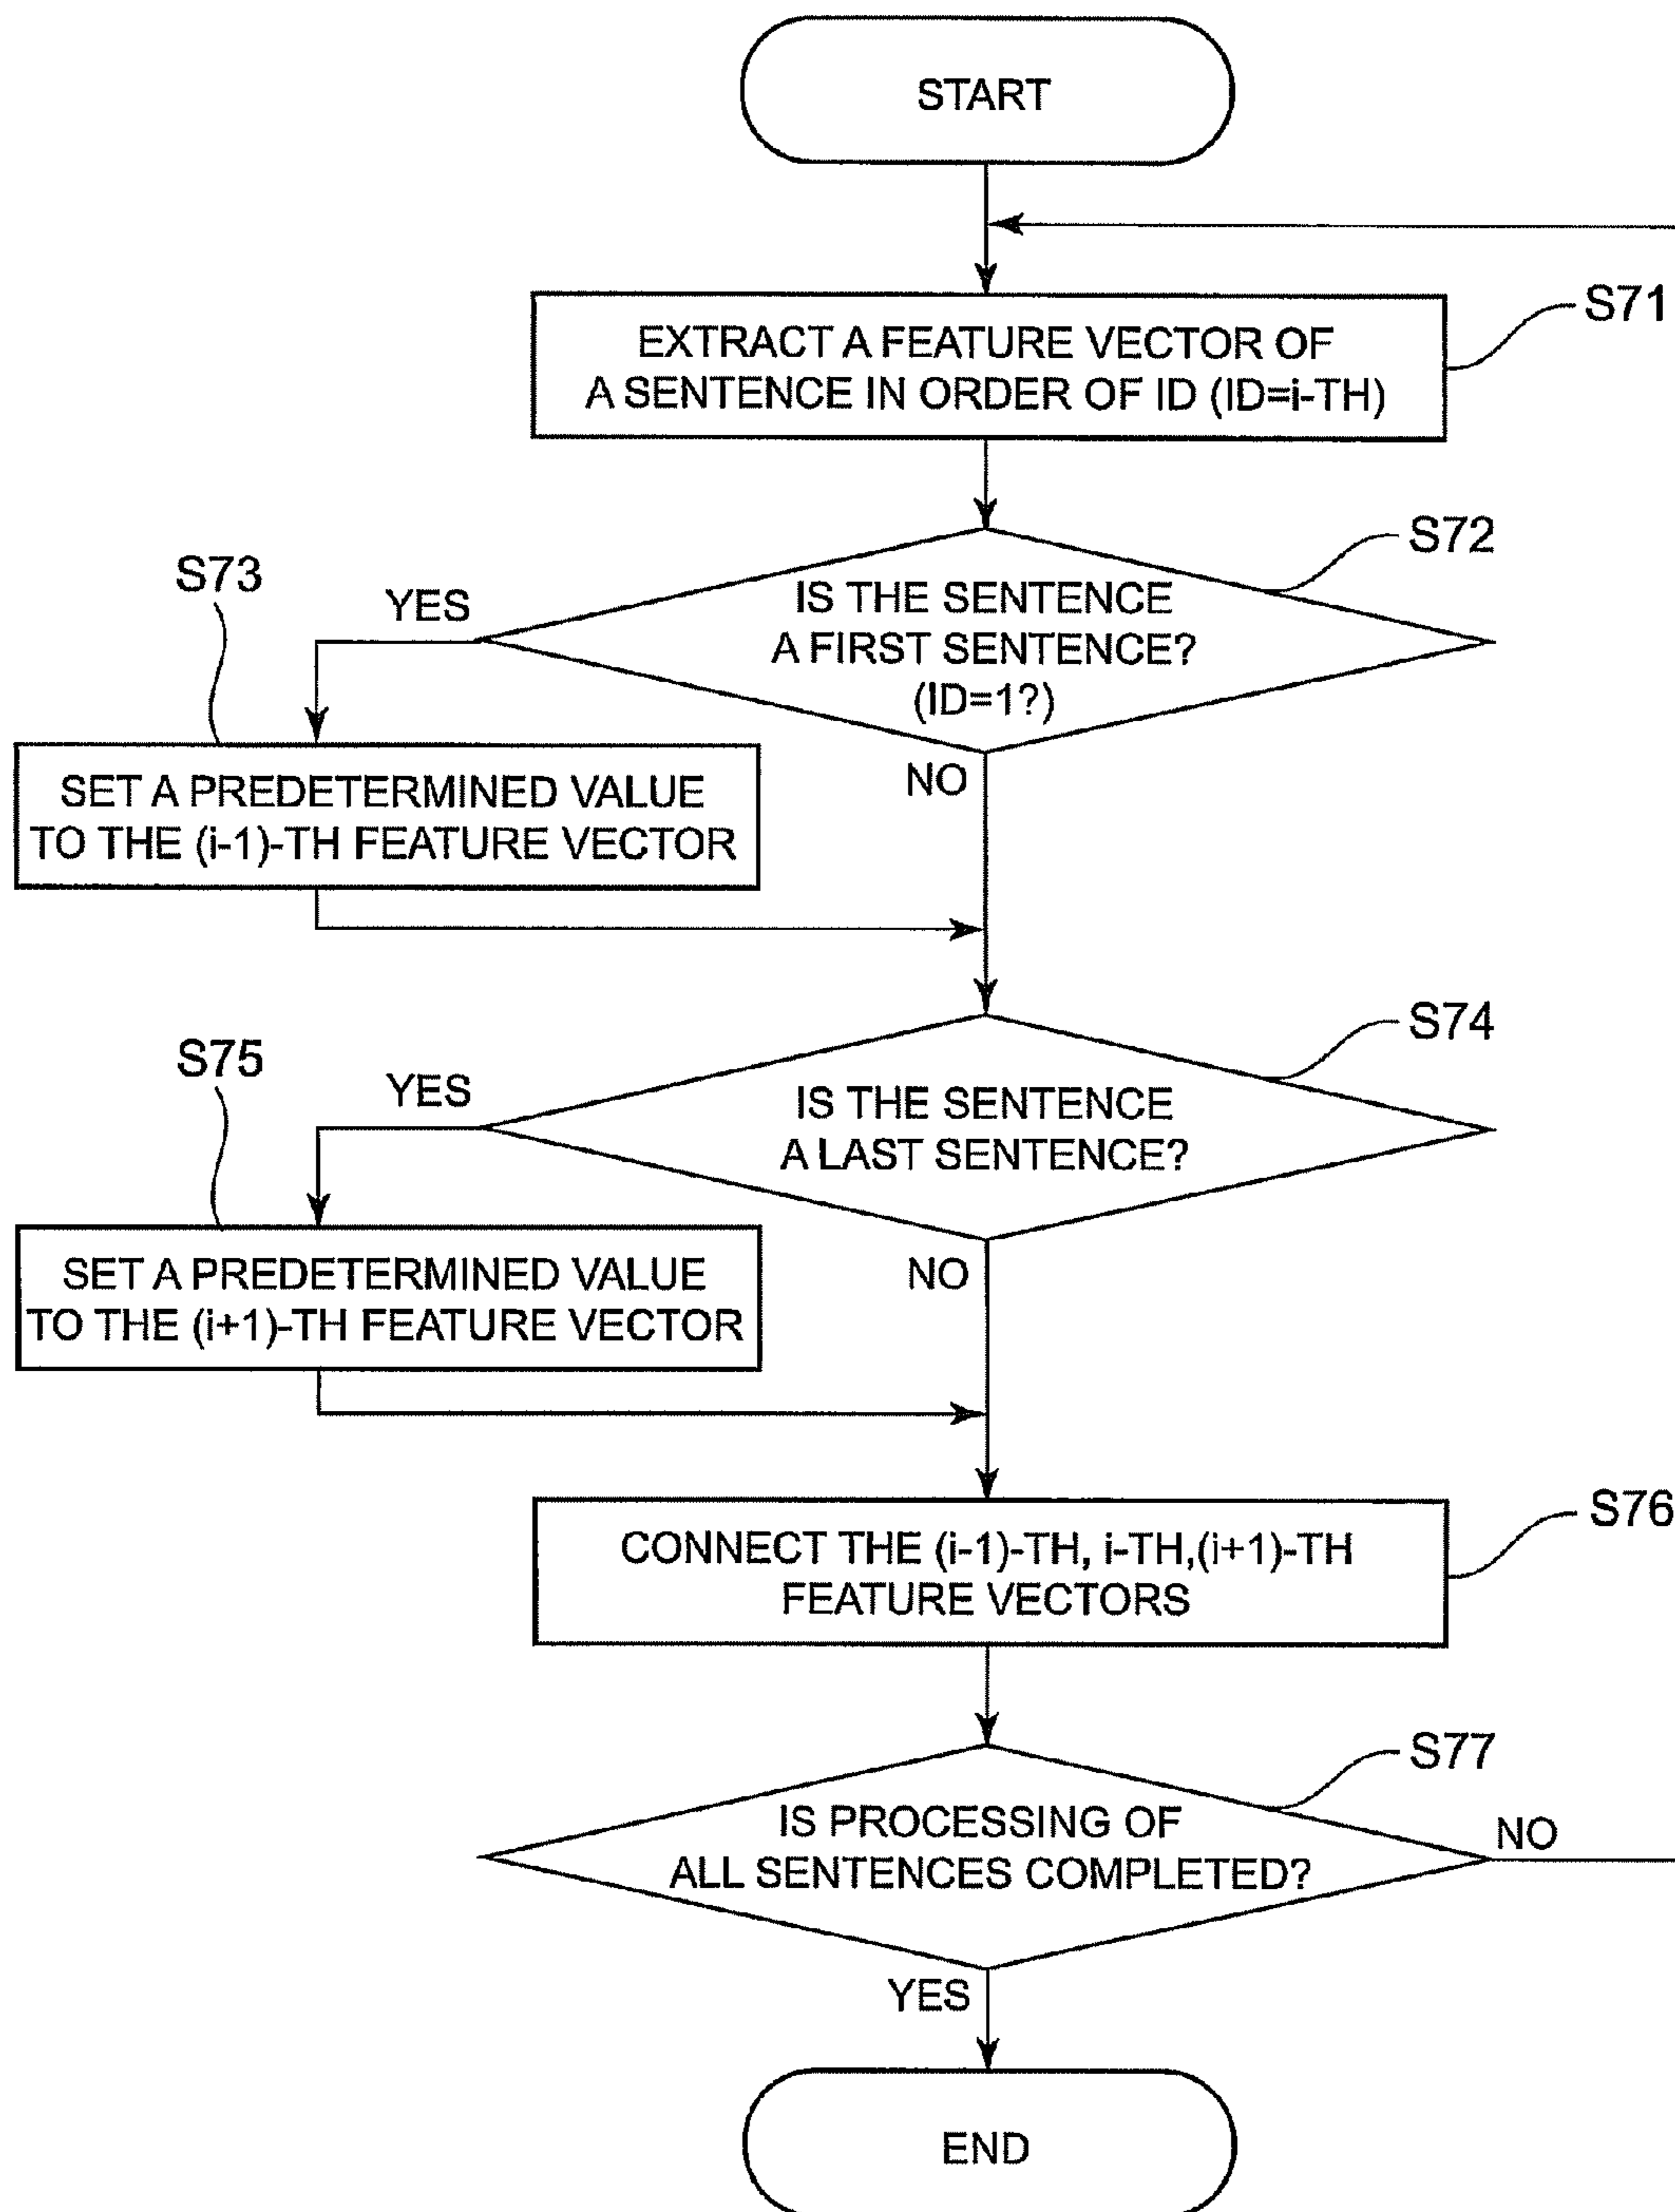 START
S71
EXTRACT A FEATURE VECTOR OF
A SENTENCE IN ORDER OF ID (ID=i-TH)
S72
IS THE SENTENCE
A FIRST SENTENCE?
(ID=1?)
YES
NO
S73
SET A PREDETERMINED VALUE
TO THE (i-1)-TH FEATURE VECTOR
S74
IS THE SENTENCE
A LAST SENTENCE?
YES
NO
S75
SET A PREDETERMINED VALUE
TO THE (i+1)-TH FEATURE VECTOR
S76
CONNECT THE (i-1)-TH, i-TH,(i+1)-TH
FEATURE VECTORS
S77
IS PROCESSING OF
ALL SENTENCES COMPLETED?
NO
YES
END